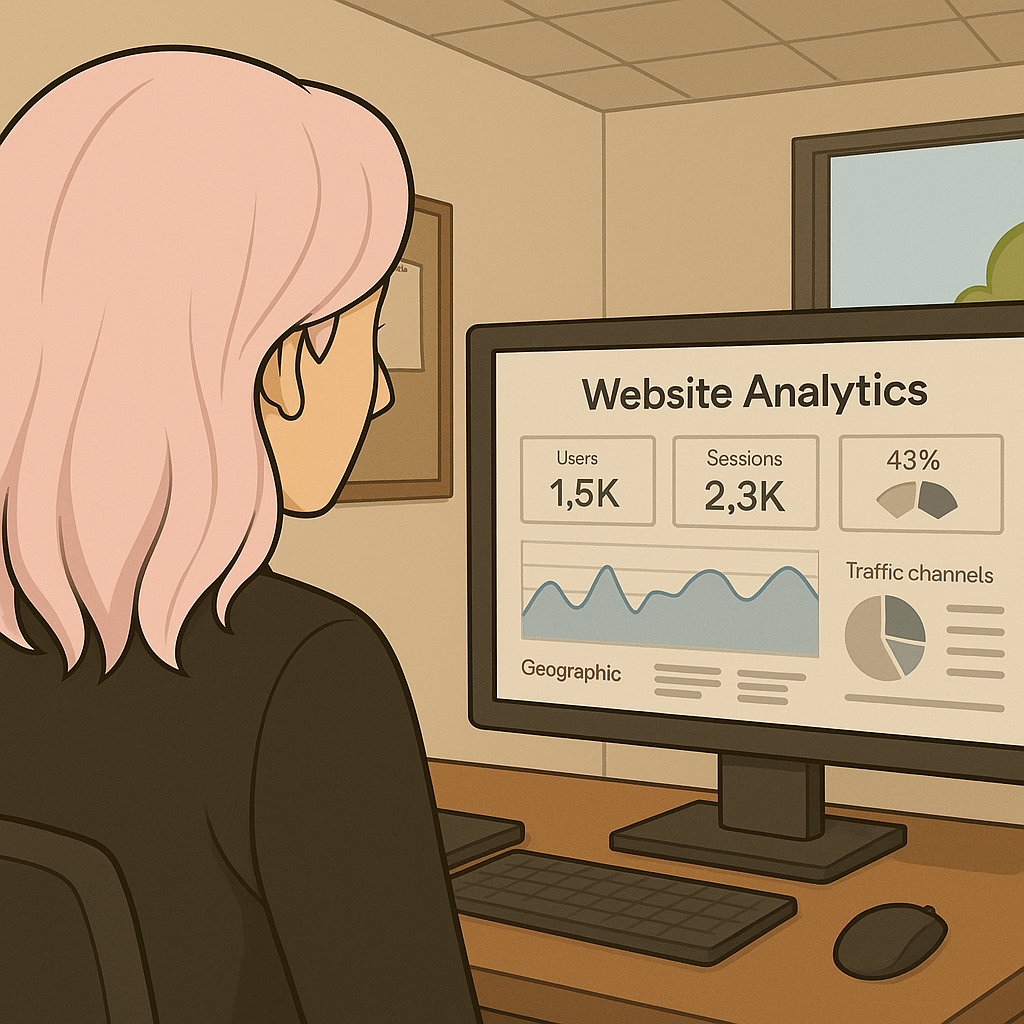 Website Analytics
Users
1,5K
Sessions
2,3K
43%
Traffic channels
Geographic